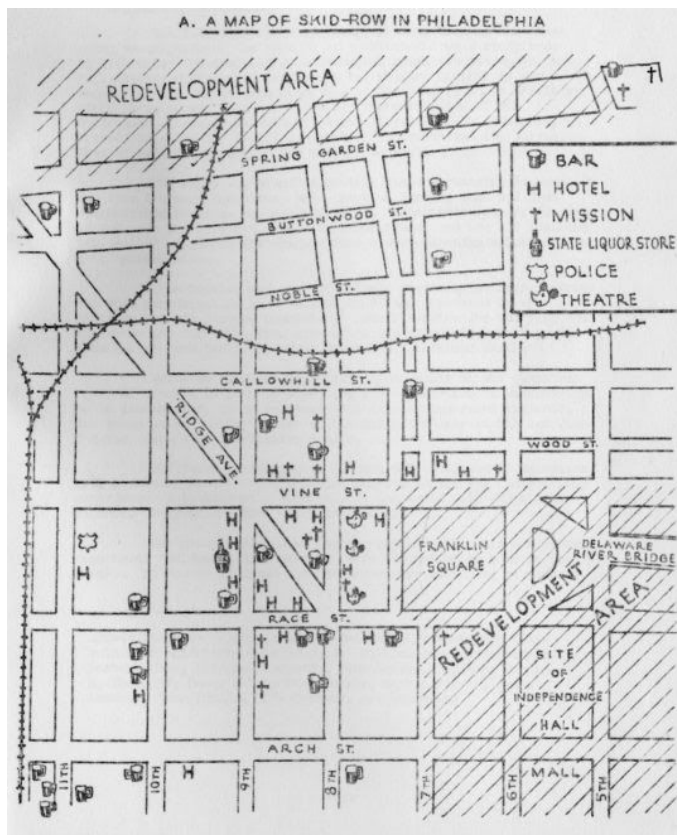 A. A MAP OF SKID-ROW IN PHILADELPHIA
REDEVELOPMENT AREA
SPRING GARDEN ST.
BAR
H HOTEL
MISSION
STATE LIQUOR STORE
POLICE
THEATRE
BUTTONWOOD ST.
NOBLE ST.
CALLOWHILL ST.
RIDGE AVE.
WOOD ST.
VINE ST.
FRANKLIN
SQUARE
DELAWARE
RIVER BRIDGE
REDEVELOPMENT
AREA
RACE ST.
SITE
OF
INDEPENDENCE
HALL
MALL
ARCH ST.
11TH
10TH
9TH
8TH
7TH
6TH
5TH